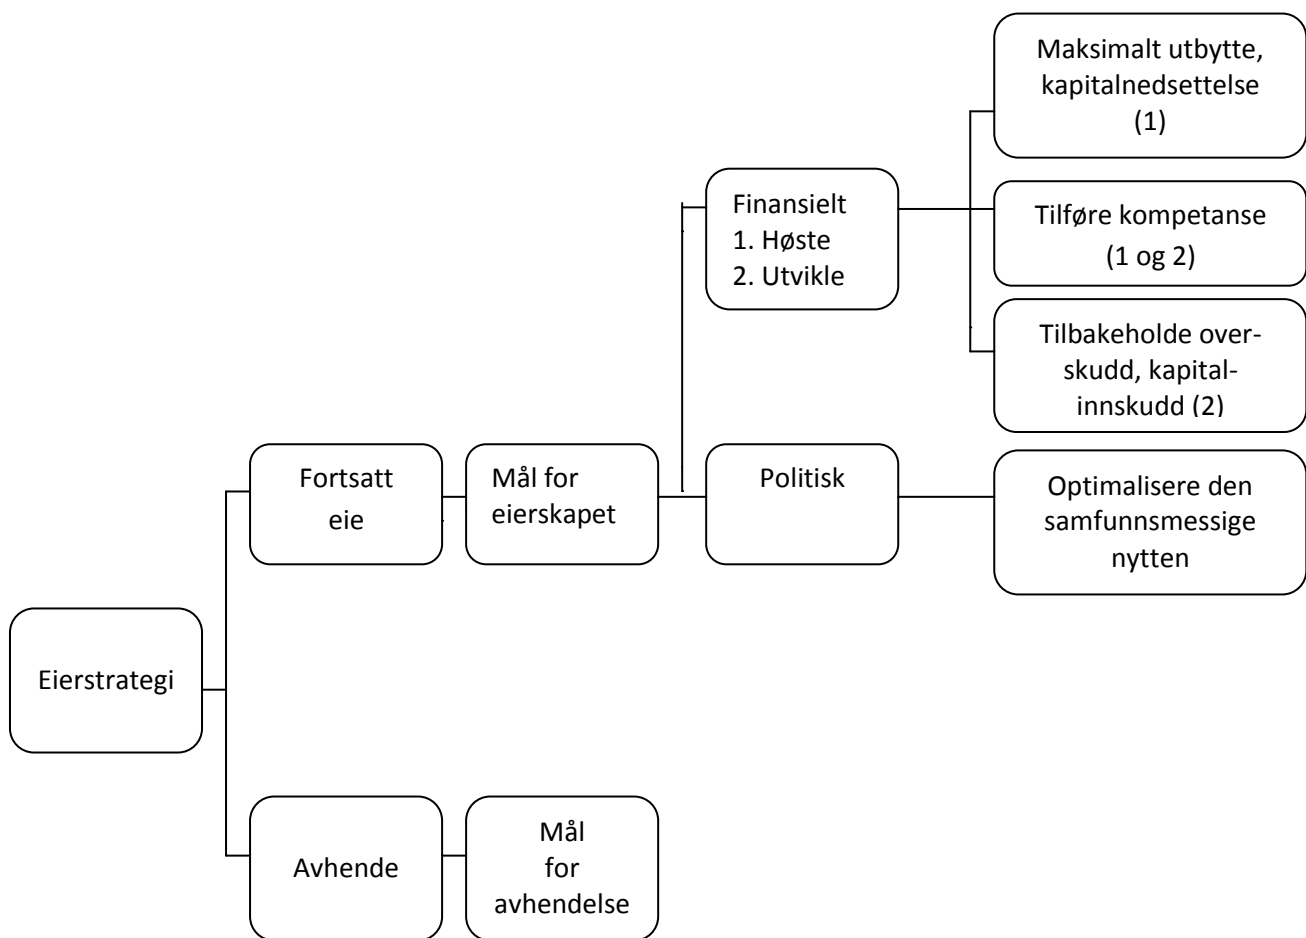 Maksimalt utbytte,
kapitalnedsettelse
(1)
Finansielt
1. Høste
2. Utvikle
Tilføre kompetanse
(1 og 2)
Tilbakeholde over-
skudd, kapital-
innskudd (2)
Fortsatt
eie
Mål for
eierskapet
Politisk
Optimalisere den
samfunnsmessige
nytten
Eierstrategi
Avhende
Mål
for
avhendelse